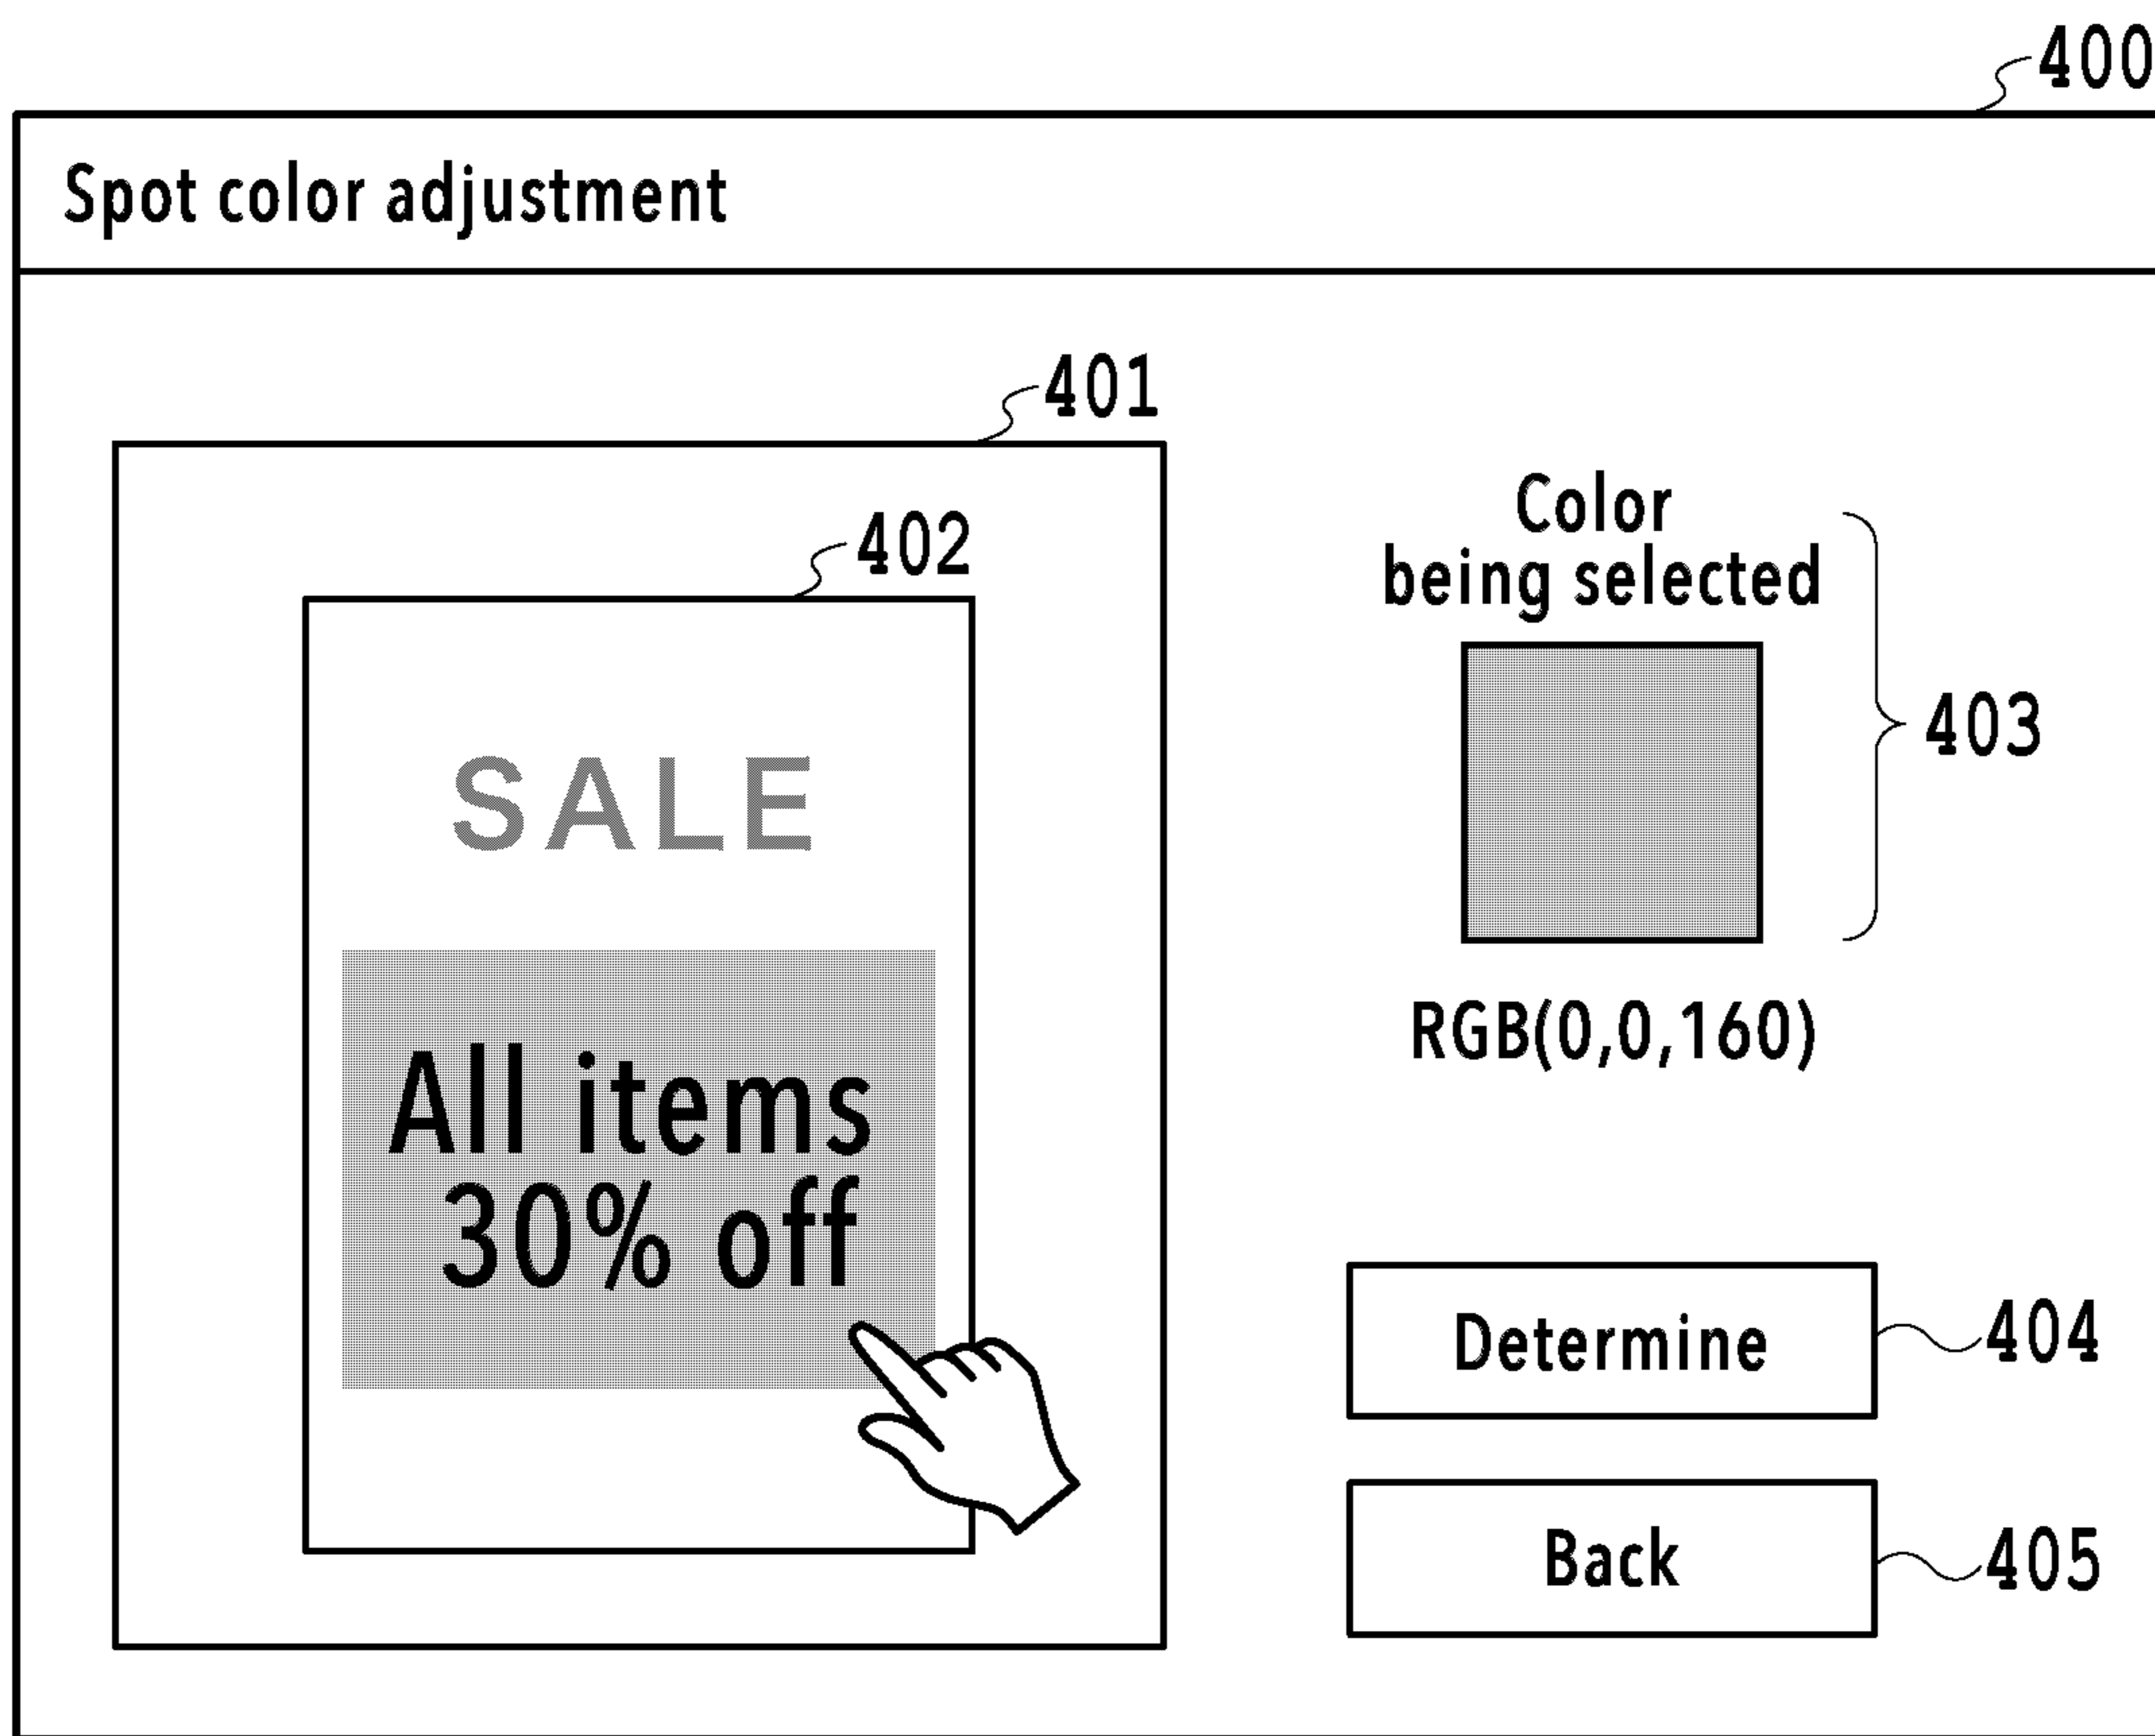 400
Spot color adjustment
401
402
SALE
All items
30% off
Color
being selected
403
RGB(0,0,160)
Determine
404
Back
405